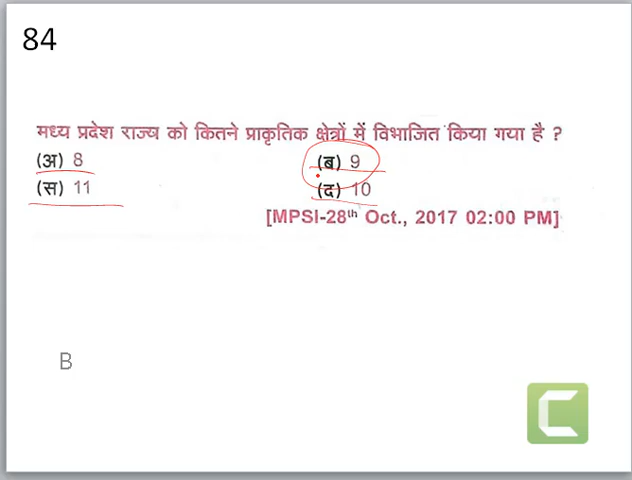 84
मध्य प्रदेश राज्य को कितने प्राकृतिक क्षेत्रों में विभाजित किया गया है ?
(अ) 8 (ब) 9
(स) 11 (द) 10
[MPSI-28th Oct., 2017 02:00 PM]
B